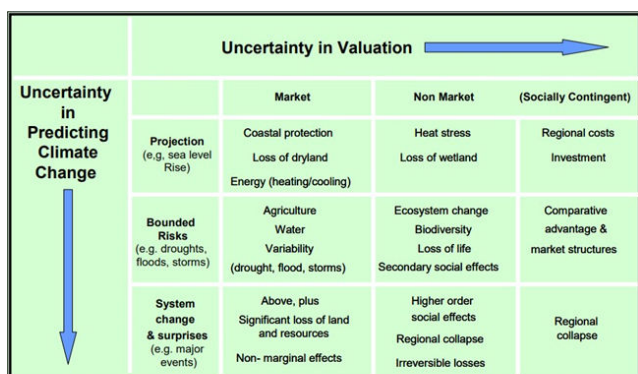 Uncertainty in Valuation
Uncertainty
in
Predicting
Climate
Change
Market
Non Market
(Socially Contingent)
Projection
(e,g, sea level
Rise)
Coastal protection
Loss of dryland
Energy (heating/cooling)
Heat stress
Loss of wetland
Regional costs
Investment
Bounded
Risks
(e.g. droughts,
floods, storms)
Agriculture
Water
Variability
(drought, flood, storms)
Ecosystem change
Biodiversity
Loss of life
Secondary social effects
Comparative
advantage &
market structures
System
change
& surprises
(e.g. major
events)
Above, plus
Significant loss of land
and resources
Non- marginal effects
Higher order
social effects
Regional collapse
Irreversible losses
Regional
collapse